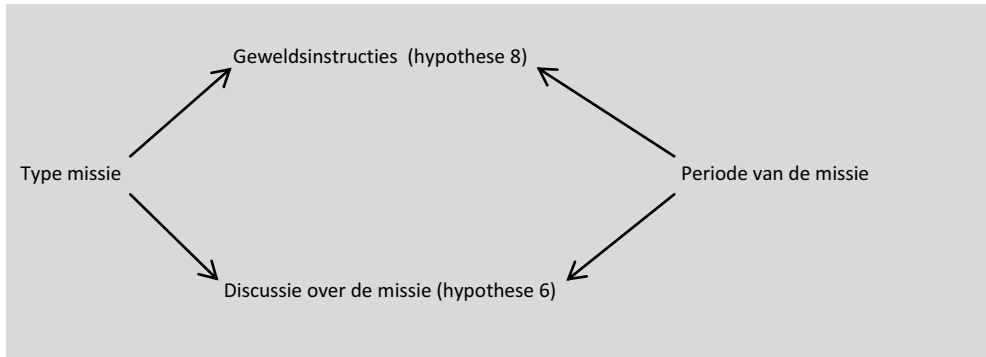 Geweldsinstructies (hypothese 8)
Type missie
Periode van de missie
Discussie over de missie (hypothese 6)